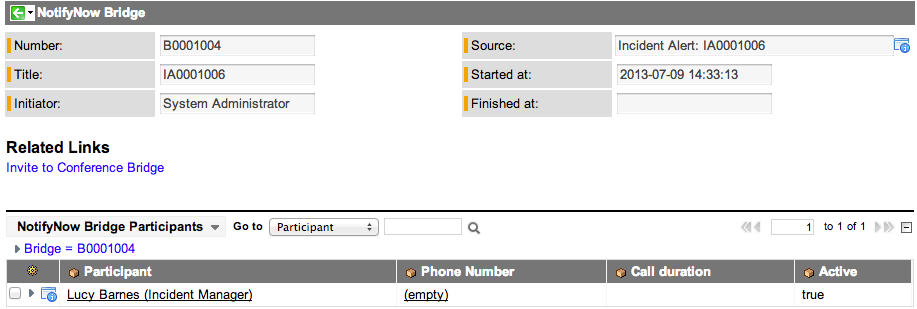 NotifyNow Bridge
Number: B0001004 Source: Incident Alert: IA0001006
Title: IA0001006 Started at: 2013-07-09 14:33:13
Initiator: System Administrator Finished at:
Related Links
Invite to Conference Bridge
NotifyNow Bridge Participants Go to Participant 1 to 1 of 1
Bridge = B0001004
Participant Phone Number Call duration Active
Lucy Barnes (Incident Manager) (empty) true